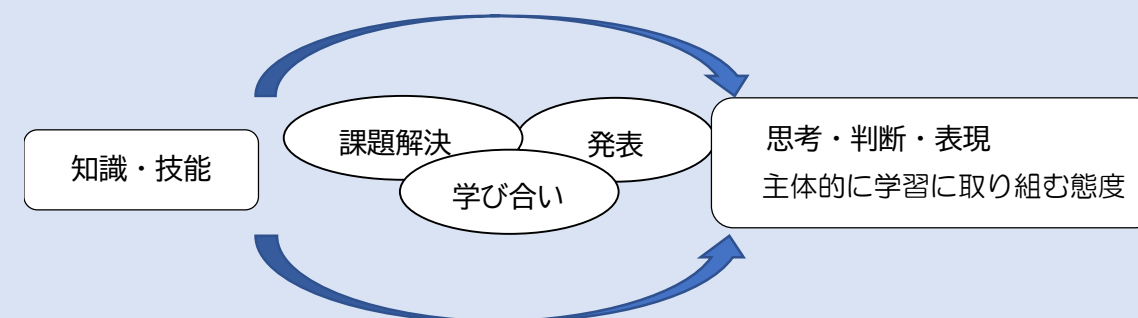 知識・技能
課題解決
発表
学び合い
思考・判断・表現
主体的に学習に取り組む態度